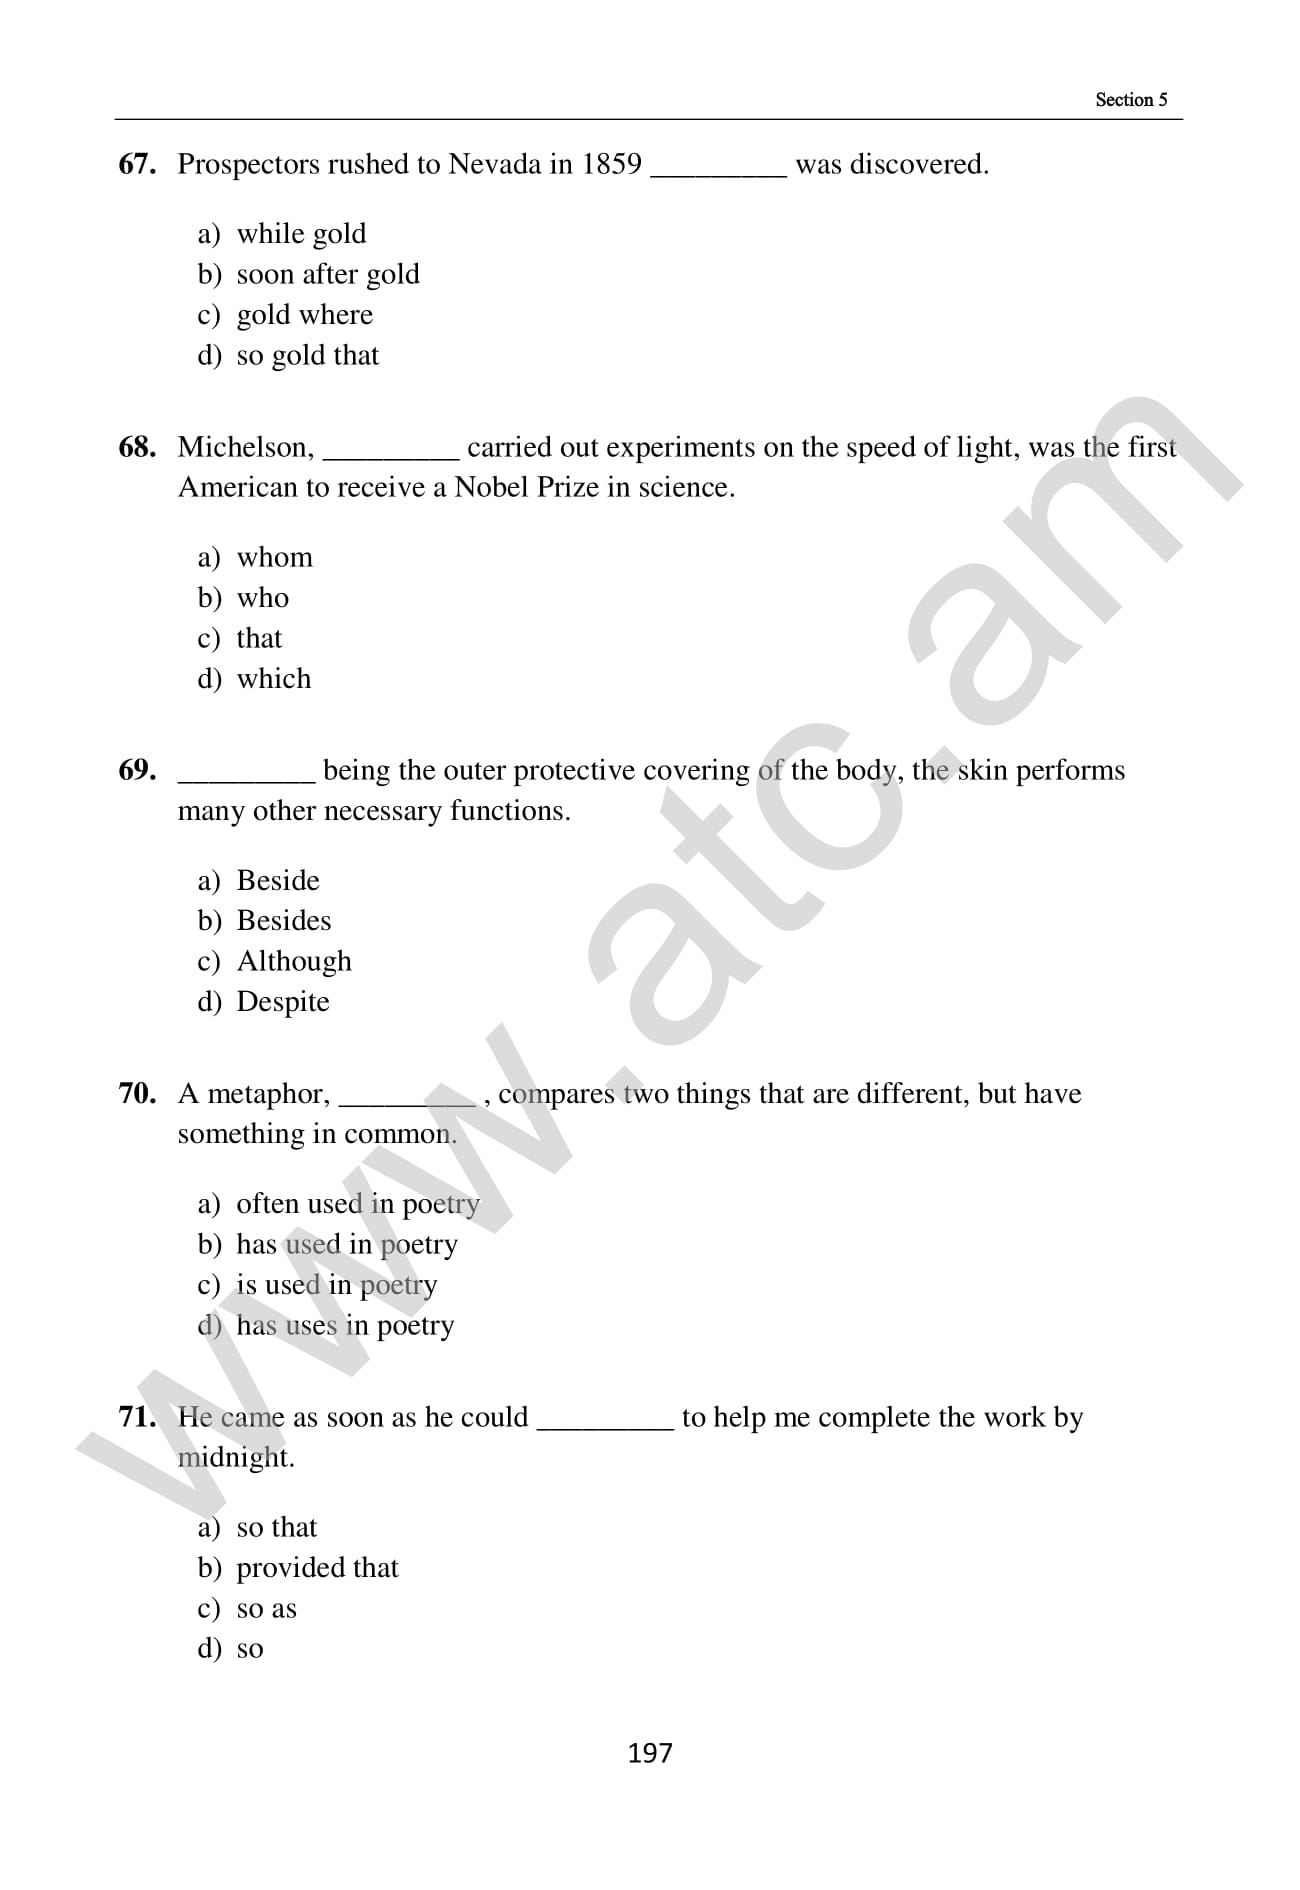 Section 5
67. Prospectors rushed to Nevada in 1859 _________ was discovered.
a) while gold
b) soon after gold
c) gold where
d) so gold that
68. Michelson, _________ carried out experiments on the speed of light, was the first
American to receive a Nobel Prize in science.
a) whom
b) who
c) that
d) which
69. _________ being the outer protective covering of the body, the skin performs
many other necessary functions.
a) Beside
b) Besides
c) Although
d) Despite
70. A metaphor, _________ , compares two things that are different, but have
something in common.
a) often used in poetry
b) has used in poetry
c) is used in poetry
d) has uses in poetry
71. He came as soon as he could _________ to help me complete the work by
midnight.
a) so that
b) provided that
c) so as
d) so
197
www.atc.am